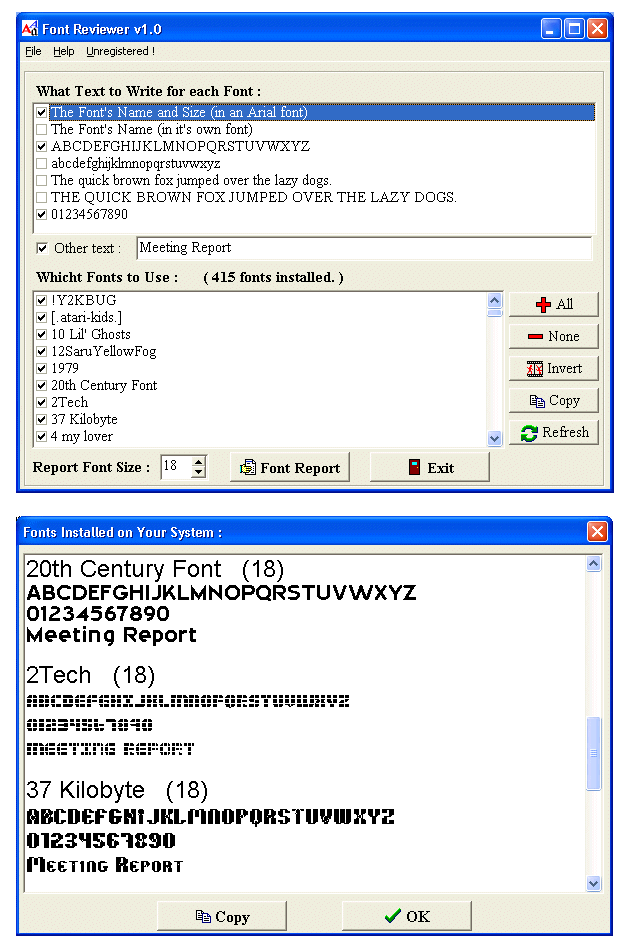 Font Reviewer v1.0
File Help Unregistered !
What Text to Write for each Font :
The Font's Name and Size (in an Arial font)
The Font's Name (in it's own font)
ABCDEFGHIJKLMNOPQRSTUVWXYZ
abcdefghijklmnopqrstuvwxyz
The quick brown fox jumped over the lazy dogs.
THE QUICK BROWN FOX JUMPED OVER THE LAZY DOGS.
01234567890
Other text : Meeting Report
Whicht Fonts to Use : ( 415 fonts installed. )
!Y2KBUG
[.atari-kids.]
10 Lil' Ghosts
12SaruYellowFog
1979
20th Century Font
2Tech
37 Kilobyte
4 my lover
All
None
Invert
Copy
Refresh
Report Font Size : 18 Font Report Exit
Fonts Installed on Your System :
20th Century Font (18)
ABCDEFGHIJKLMNOPQRSTUVWXYZ
01234567890
Meeting Report
2Tech (18)
ABCDEFGHIJKLMNOPQRSTUVWXYZ
01234567890
MEETING REPORT
37 Kilobyte (18)
ABCDEFGHIJKLMNOPQRSTUVWXYZ
01234567890
MEETING REPORT
Copy OK